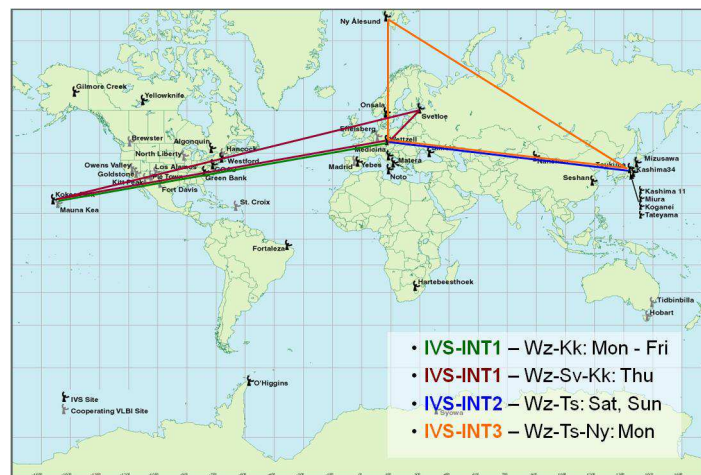 Ny Ålesund
Gilmore Creek
Yellowknife
Onsala
Svetloe
Effelsberg
Wettzell
Brewster
Algonquin
Hancock
North Liberty
Westford
Medicina
Matera
Madrid
Yebes
Noto
Owens Valley
Los Alamos
Goldstone
Kitt Peak
Green Bank
Fort Davis
Mizusawa
Tsukuba
Kashima34
Seshan
Kashima 11
Miura
Koganei
Tateyama
Mauna Kea
St. Croix
Fortaleza
Hartebeesthoek
Tidbinbilla
Hobart
O'Higgins
Syowa
IVS Site
Cooperating VLBI Site
• IVS-INT1 – Wz-Kk: Mon - Fri
• IVS-INT1 – Wz-Sv-Kk: Thu
• IVS-INT2 – Wz-Ts: Sat, Sun
• IVS-INT3 – Wz-Ts-Ny: Mon